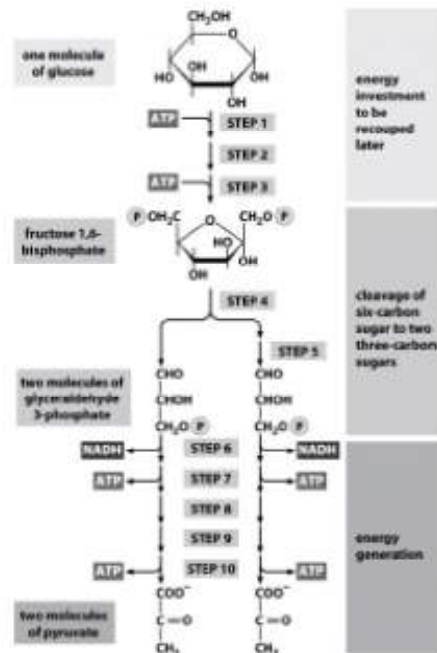 CH₂OH
O
one molecule
of glucose
HO
OH
OH
OH
energy
investment
to be
recouped
later
ATP
STEP 1
STEP 2
ATP
STEP 3
P OH₂C
O
CH₂O P
fructose 1,6-
bisphosphate
HO
OH
OH
STEP 4
cleavage of
six-carbon
sugar to two
three-carbon
sugars
STEP 5
CHO
CHO
two molecules of
glyceraldehyde
3-phosphate
CHOH
CHOH
CH₂O P
CH₂O P
NADH
STEP 6
NADH
ATP
STEP 7
ATP
STEP 8
energy
generation
STEP 9
ATP
STEP 10
ATP
COO⁻
COO⁻
two molecules
of pyruvate
C=O
C=O
CH₃
CH₃